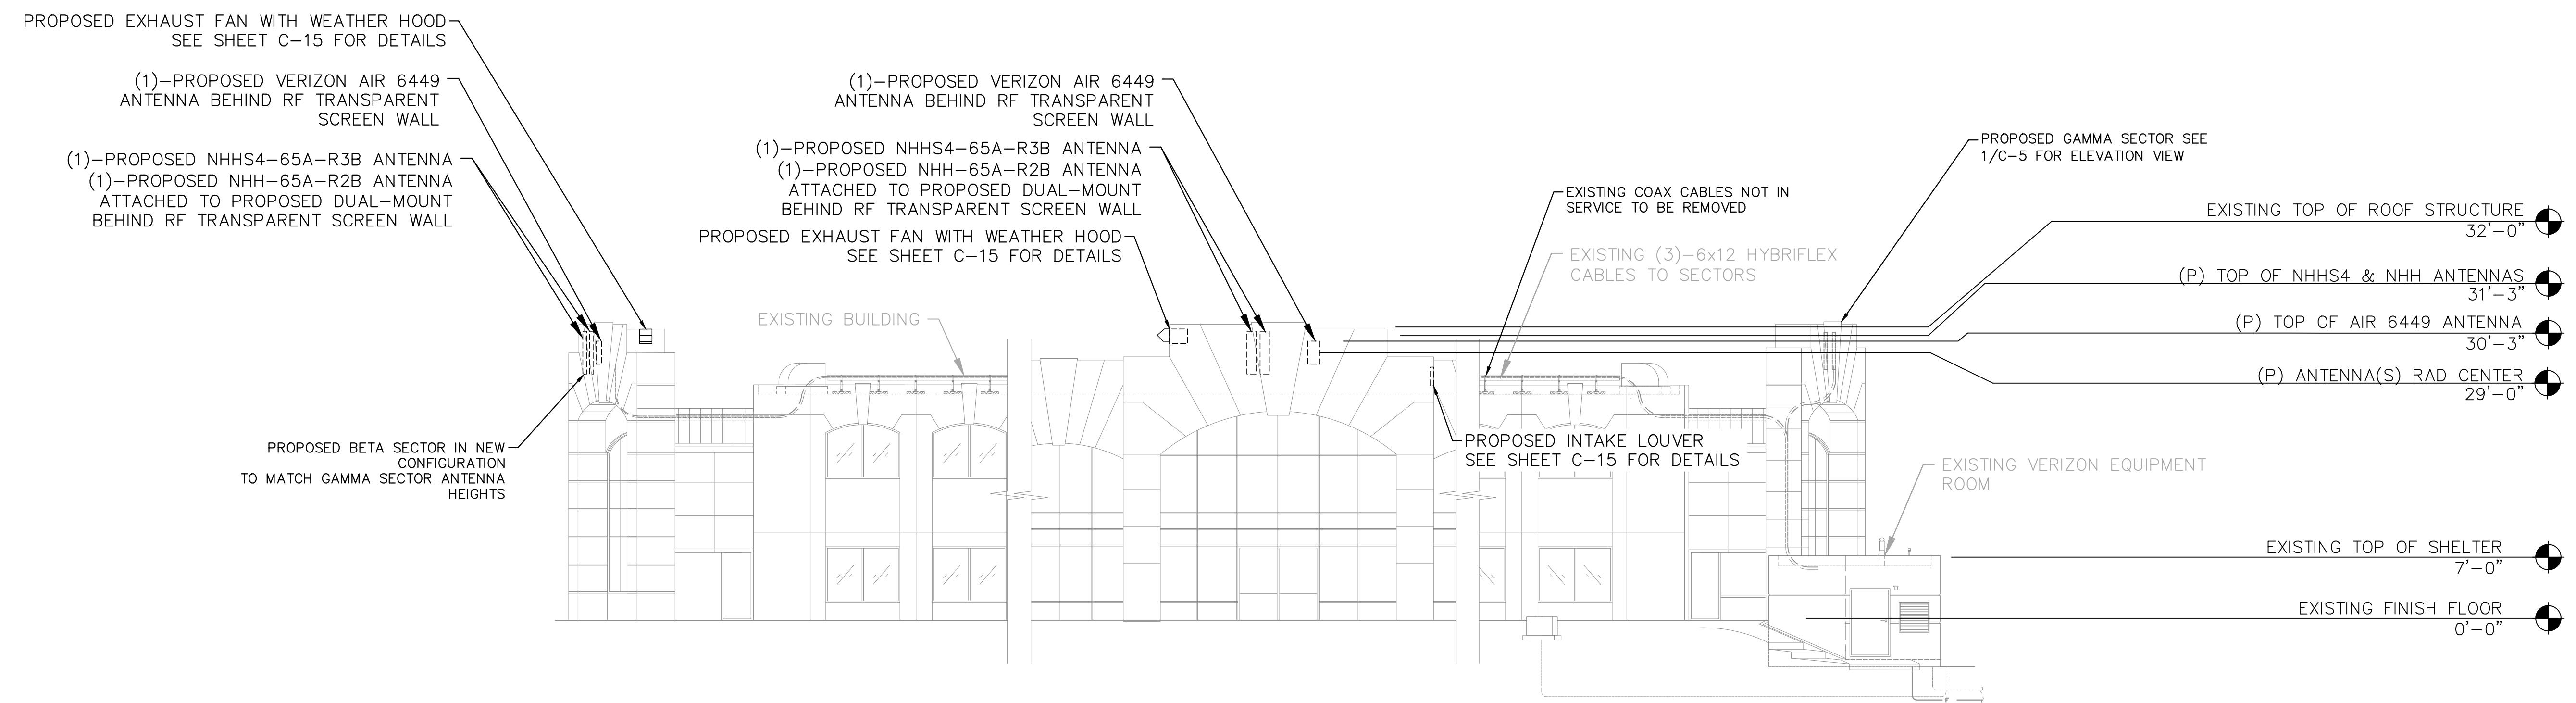 PROPOSED EXHAUST FAN WITH WEATHER HOOD
SEE SHEET C-15 FOR DETAILS
(1)-PROPOSED VERIZON AIR 6449
ANTENNA BEHIND RF TRANSPARENT
SCREEN WALL
(1)-PROPOSED NHHS4-65A-R3B ANTENNA
(1)-PROPOSED NHH-65A-R2B ANTENNA
ATTACHED TO PROPOSED DUAL-MOUNT
BEHIND RF TRANSPARENT SCREEN WALL
PROPOSED BETA SECTOR IN NEW
CONFIGURATION
TO MATCH GAMMA SECTOR ANTENNA
HEIGHTS
(1)-PROPOSED VERIZON AIR 6449
ANTENNA BEHIND RF TRANSPARENT
SCREEN WALL
(1)-PROPOSED NHHS4-65A-R3B ANTENNA
(1)-PROPOSED NHH-65A-R2B ANTENNA
ATTACHED TO PROPOSED DUAL-MOUNT
BEHIND RF TRANSPARENT SCREEN WALL
PROPOSED EXHAUST FAN WITH WEATHER HOOD
SEE SHEET C-15 FOR DETAILS
EXISTING BUILDING
EXISTING COAX CABLES NOT IN
SERVICE TO BE REMOVED
EXISTING (3)-6x12 HYBRIFLEX
CABLES TO SECTORS
PROPOSED INTAKE LOUVER
SEE SHEET C-15 FOR DETAILS
PROPOSED GAMMA SECTOR SEE
1/C-5 FOR ELEVATION VIEW
EXISTING VERIZON EQUIPMENT
ROOM
EXISTING TOP OF ROOF STRUCTURE
32'-0"
(P) TOP OF NHHS4 & NHH ANTENNAS
31'-3"
(P) TOP OF AIR 6449 ANTENNA
30'-3"
(P) ANTENNA(S) RAD CENTER
29'-0"
EXISTING TOP OF SHELTER
7'-0"
EXISTING FINISH FLOOR
0'-0"
F